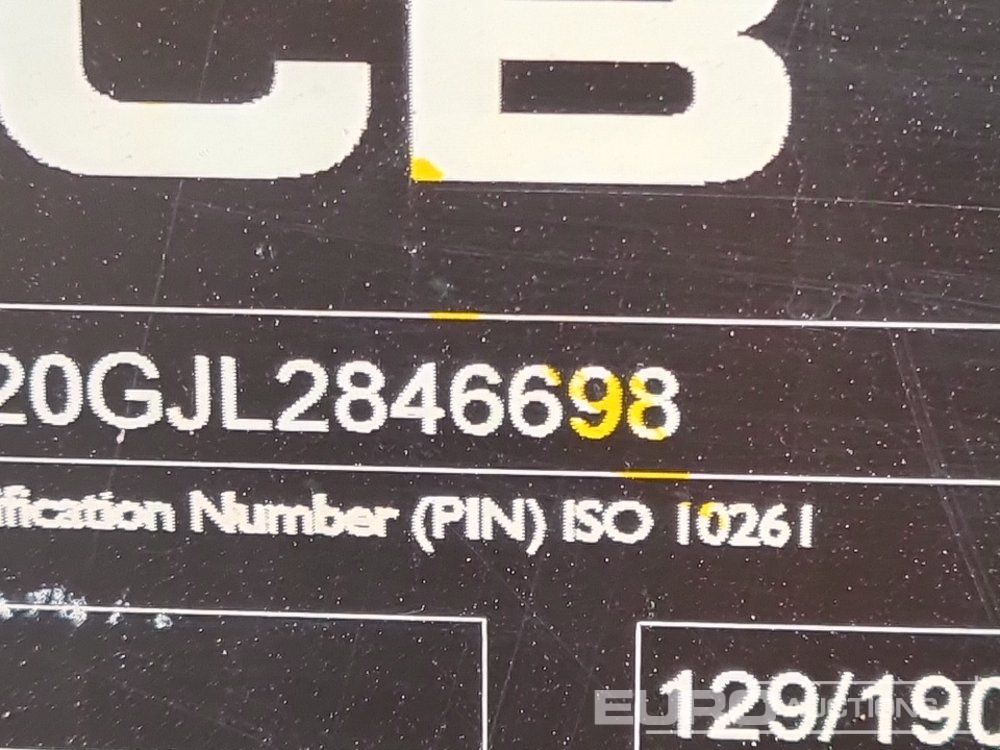 CB
20GJL2846698
ification Number (PIN) ISO 10261
129/190
EURO AUCTIONS